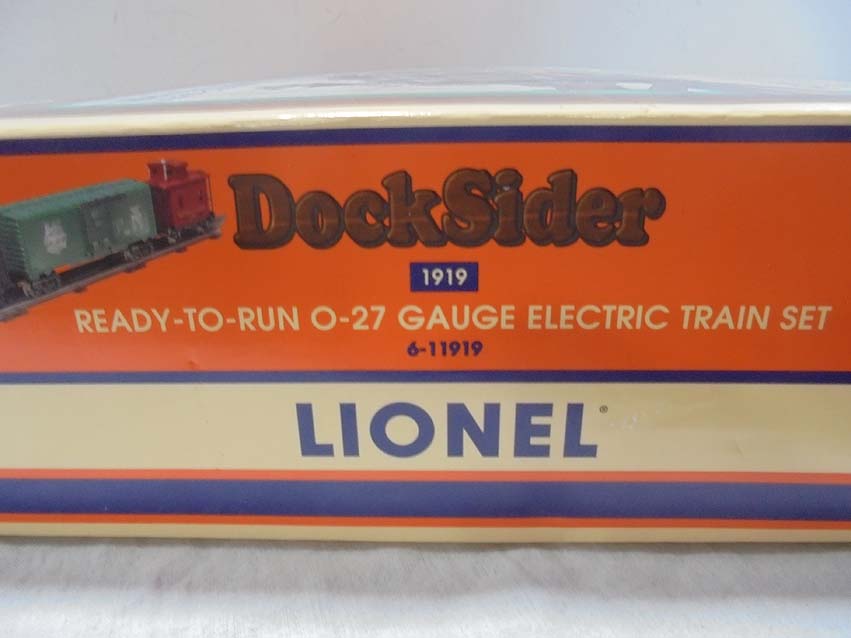 DockSider
1919
READY-TO-RUN O-27 GAUGE ELECTRIC TRAIN SET
6-11919
LIONEL®